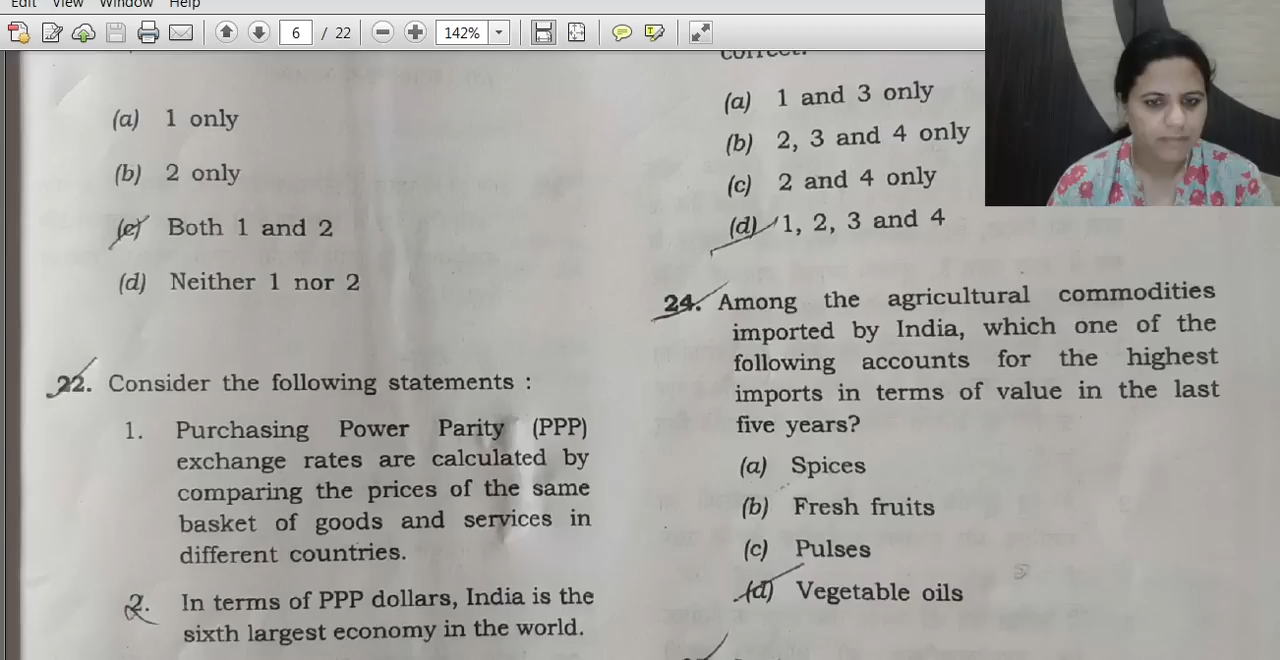 Edit View Window Help
6 / 22
142%
(a) 1 only
(b) 2 only
(c) Both 1 and 2
(d) Neither 1 nor 2
22. Consider the following statements :
1. Purchasing Power Parity (PPP)
exchange rates are calculated by
comparing the prices of the same
basket of goods and services in
different countries.
2. In terms of PPP dollars, India is the
sixth largest economy in the world.
correct.
(a) 1 and 3 only
(b) 2, 3 and 4 only
(c) 2 and 4 only
(d) 1, 2, 3 and 4
24. Among the agricultural commodities
imported by India, which one of the
following accounts for the highest
imports in terms of value in the last
five years?
(a) Spices
(b) Fresh fruits
(c) Pulses
(d) Vegetable oils